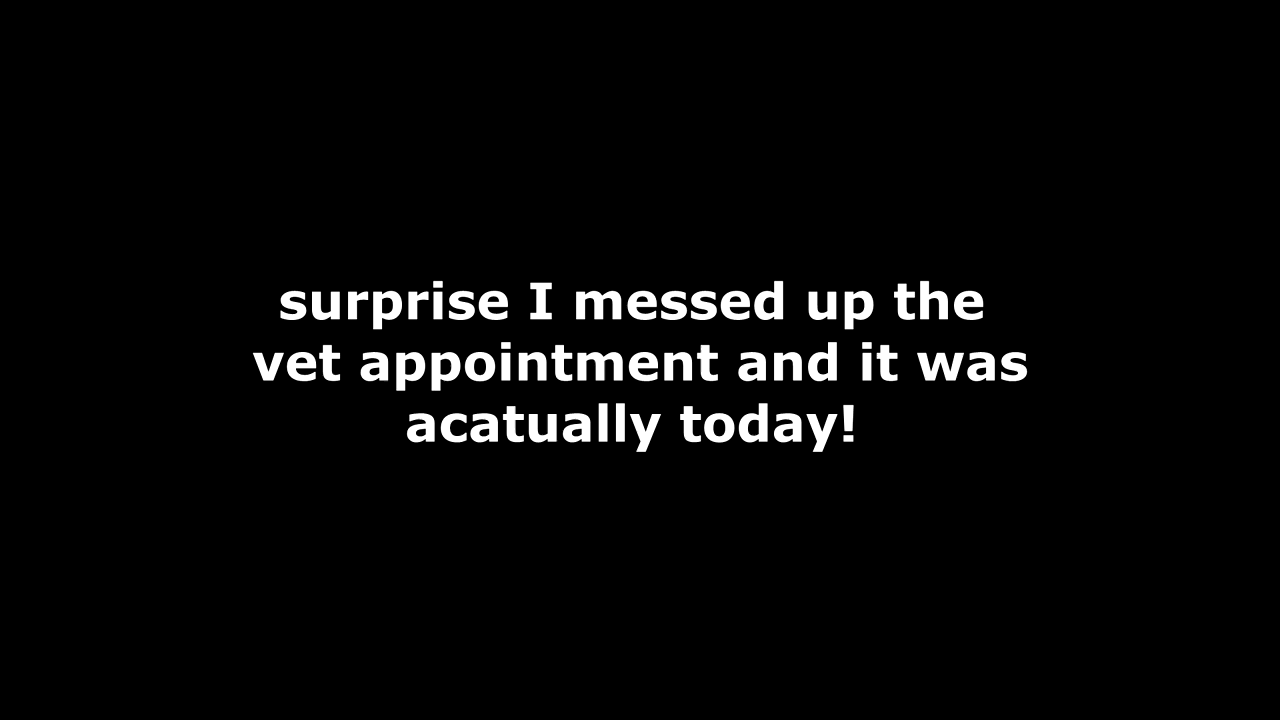 surprise I messed up the
vet appointment and it was
acatually today!